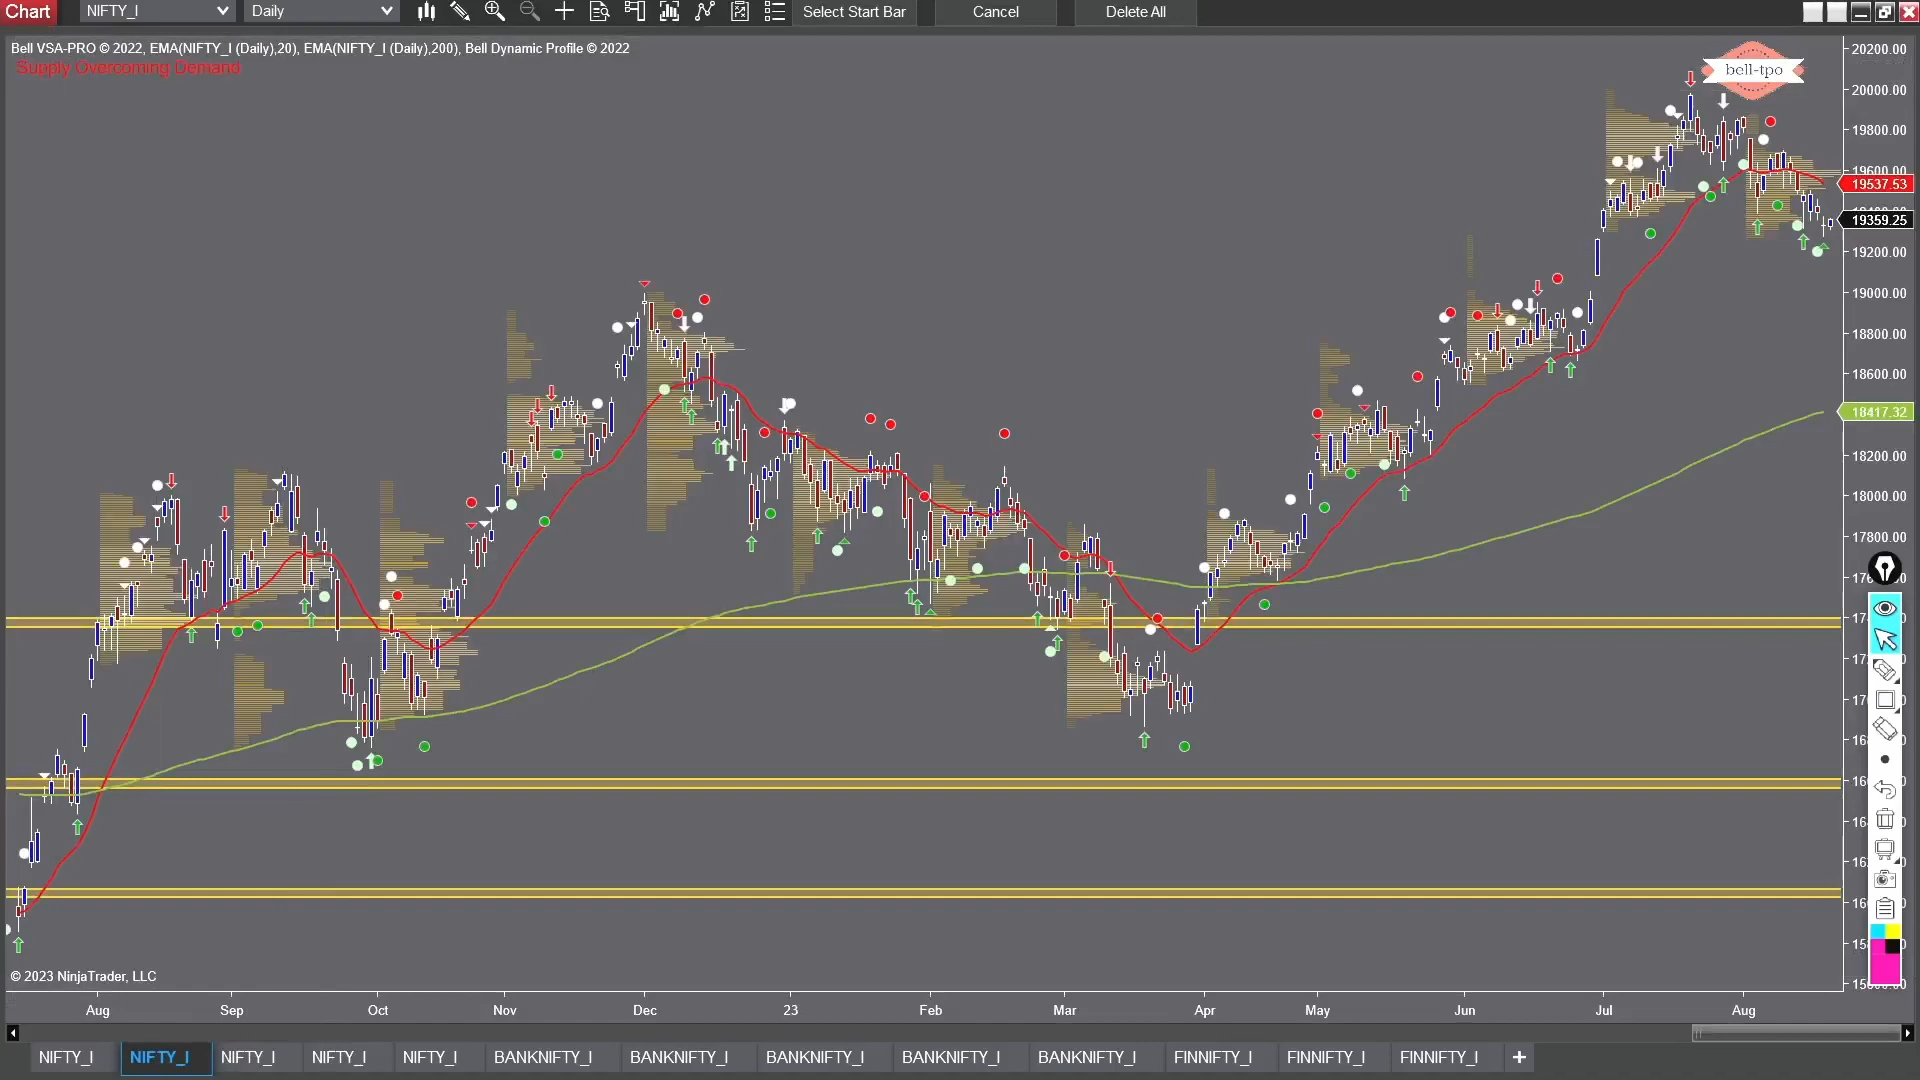 Chart NIFTY_I Daily Select Start Bar Cancel Delete All
Bell VSA-PRO © 2022, EMA(NIFTY_I (Daily),20), EMA(NIFTY_I (Daily),200), Bell Dynamic Profile © 2022
Supply Overcoming Demand
bell-tpo
20200.00
20000.00
19800.00
19600.00
19537.53
19359.25
19200.00
19000.00
18800.00
18600.00
18417.32
18200.00
18000.00
17800.00
© 2023 NinjaTrader, LLC
Aug Sep Oct Nov Dec 23 Feb Mar Apr May Jun Jul Aug
NIFTY_I NIFTY_I NIFTY_I NIFTY_I NIFTY_I BANKNIFTY_I BANKNIFTY_I BANKNIFTY_I BANKNIFTY_I BANKNIFTY_I FINNIFTY_I FINNIFTY_I FINNIFTY_I +